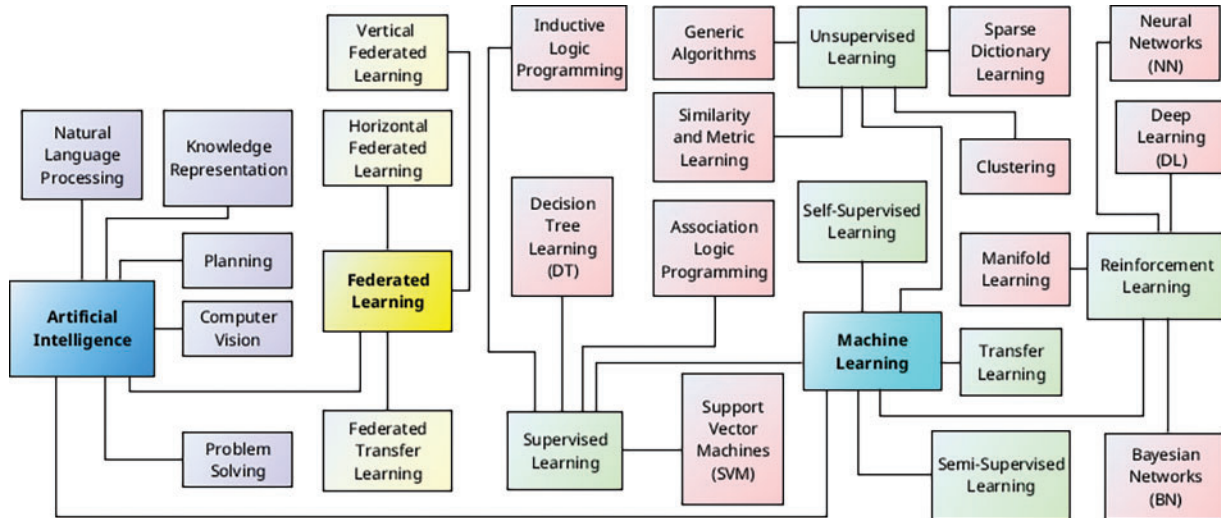 Vertical
Federated
Learning
Inductive
Logic
Programming
Generic
Algorithms
Unsupervised
Learning
Sparse
Dictionary
Learning
Neural
Networks
(NN)
Natural
Language
Processing
Knowledge
Representation
Horizontal
Federated
Learning
Similarity
and Metric
Learning
Clustering
Deep
Learning
(DL)
Decision
Tree
Learning
(DT)
Association
Logic
Programming
Self-Supervised
Learning
Planning
Federated
Learning
Manifold
Learning
Reinforcement
Learning
Artificial
Intelligence
Computer
Vision
Machine
Learning
Transfer
Learning
Problem
Solving
Federated
Transfer
Learning
Supervised
Learning
Support
Vector
Machines
(SVM)
Semi-Supervised
Learning
Bayesian
Networks
(BN)